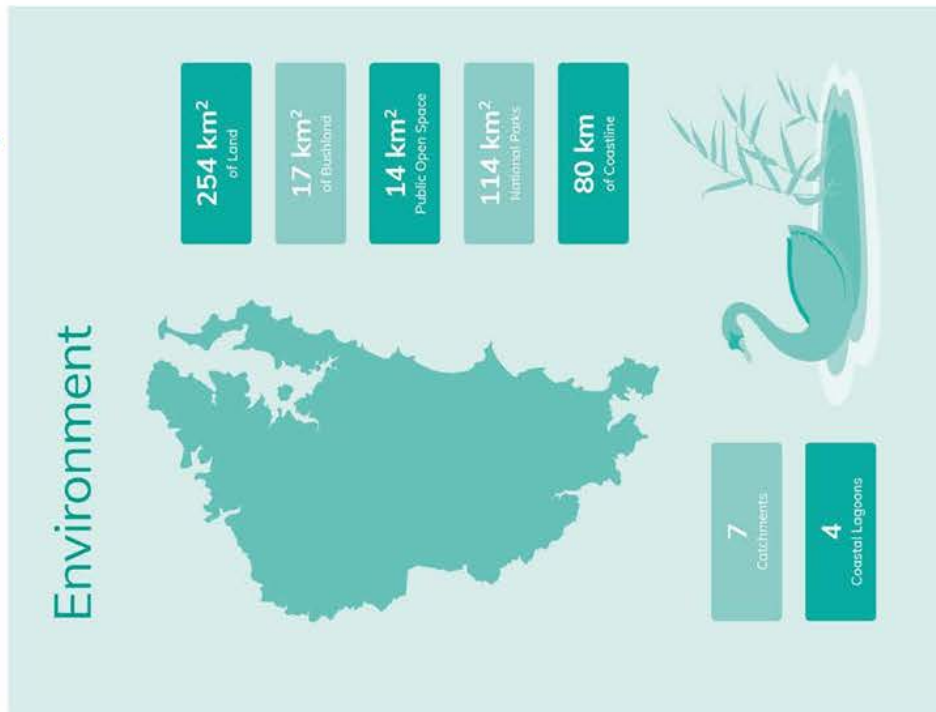 Environment
254 km²
of Land
17 km²
of Bushland
14 km²
Public Open Space
114 km²
National Parks
80 km
of Coastline
7
Catchments
4
Coastal Lagoons